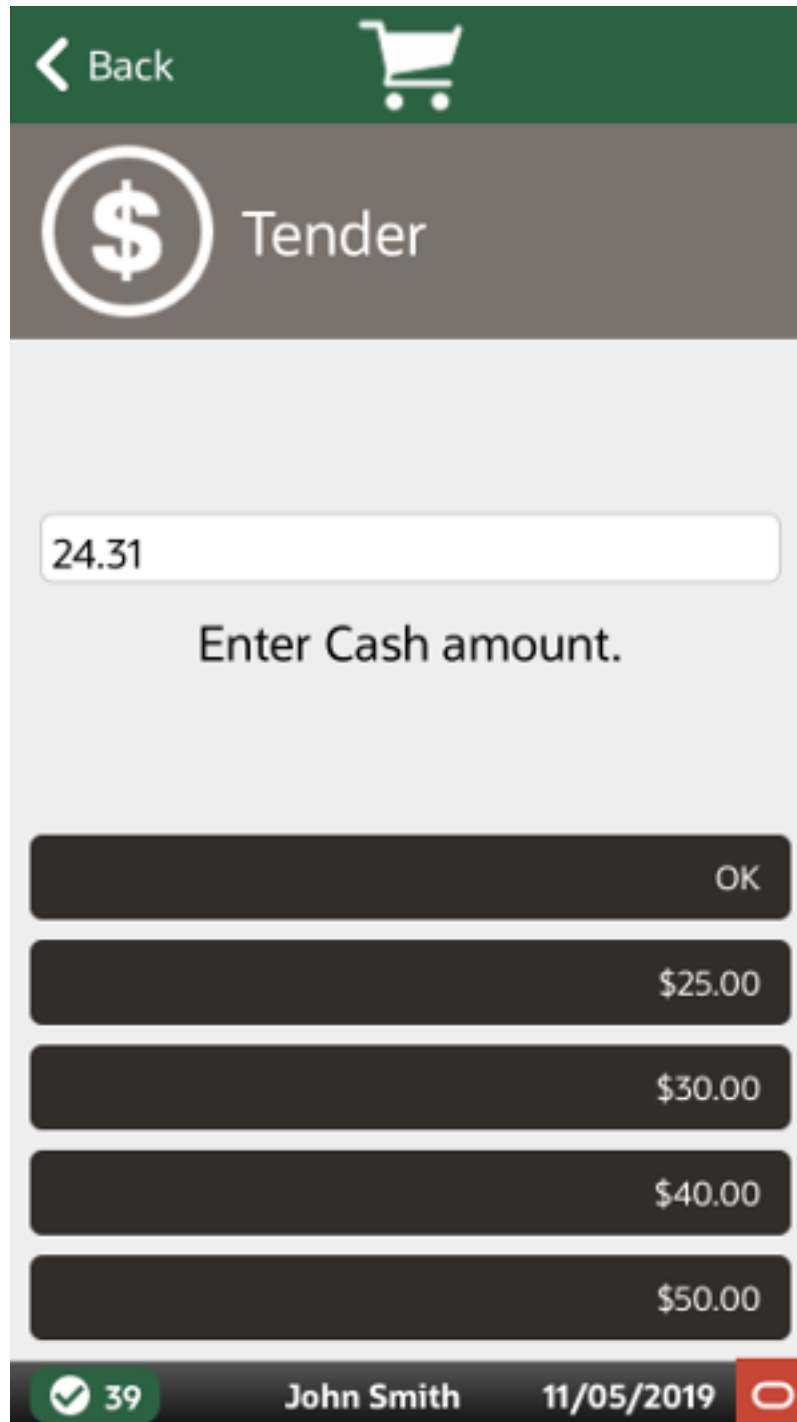 Back
$ Tender
24.31
Enter Cash amount.
OK
$25.00
$30.00
$40.00
$50.00
39 John Smith 11/05/2019